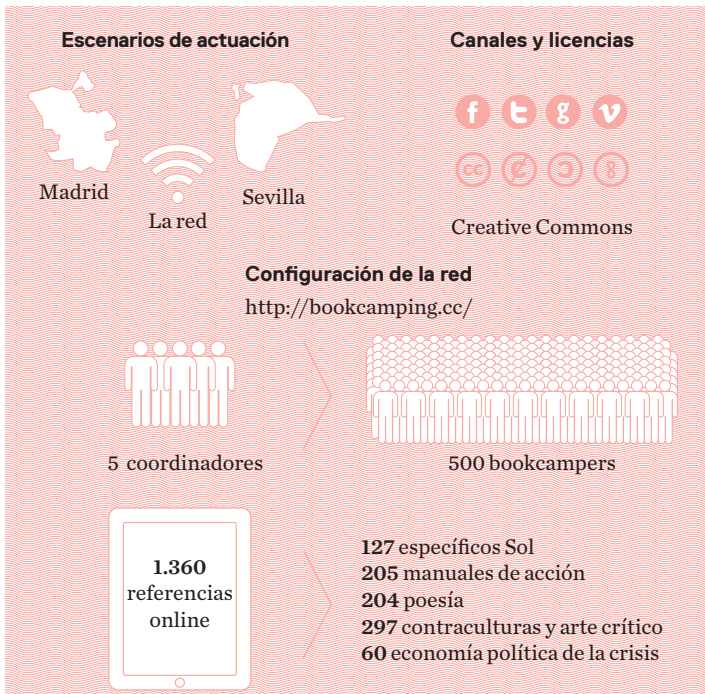 Escenarios de actuación
Madrid
La red
Sevilla
Canales y licencias
f t g v
cc
Creative Commons
Configuración de la red
http://bookcamping.cc/
5 coordinadores
500 bookcampers
1.360
referencias
online
127 específicos Sol
205 manuales de acción
204 poesía
297 contraculturas y arte crítico
60 economía política de la crisis